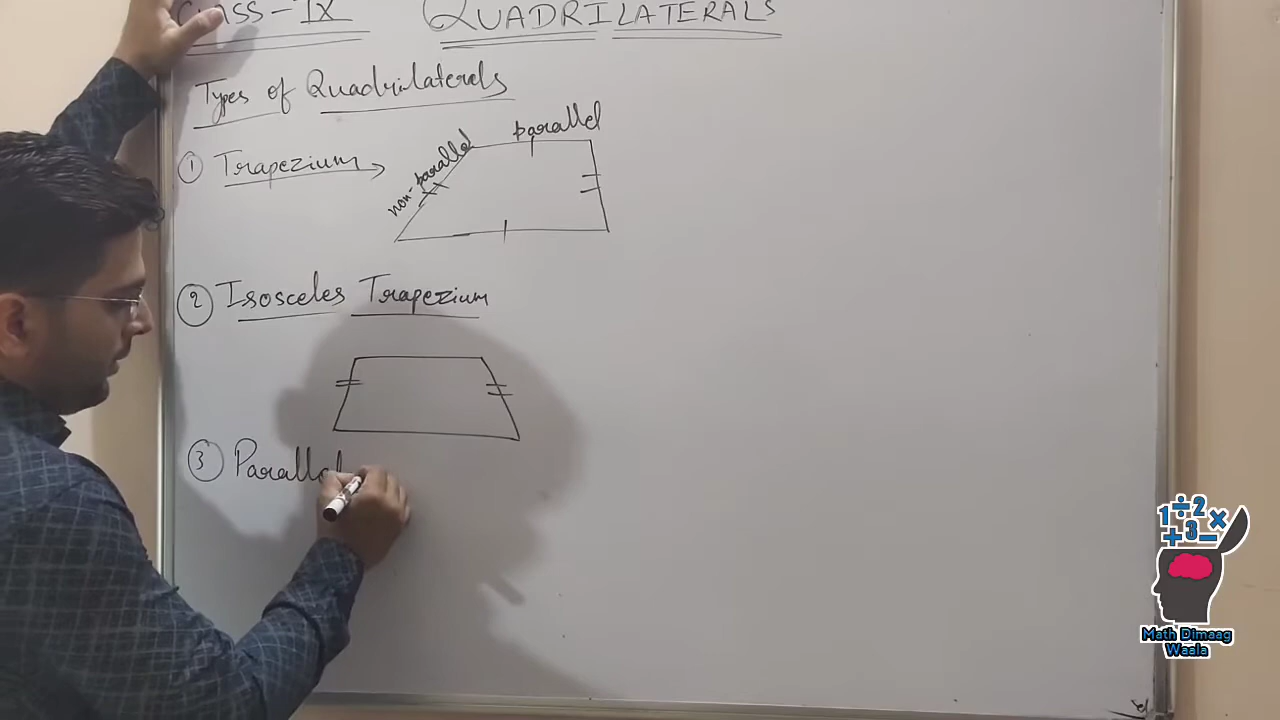 Class - IX QUADRILATERALS
Types of Quadrilaterals
① Trapezium →
non-parallel
parallel
② Isosceles Trapezium
③ Parallel
1÷2
+3-×
Math Dimaag
Waala